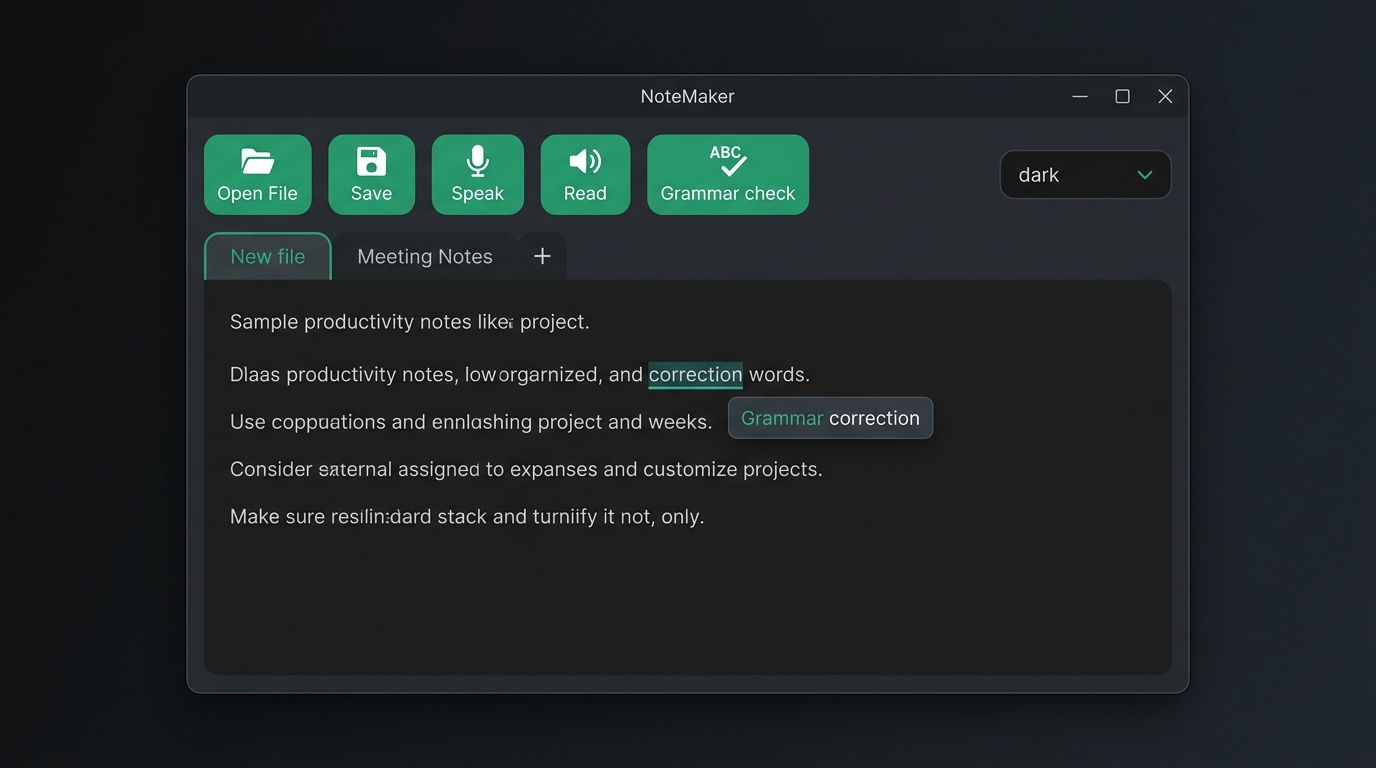 NoteMaker
Open File
Save
Speak
Read
ABC
Grammar check
dark
New file
Meeting Notes
+
Sample productivity notes project.
Dlaas productivity notes, and correction words.
Use and project and weeks.
Grammar correction
Consider assigned to expanses and customize projects.
Make sure stack and it not, only.